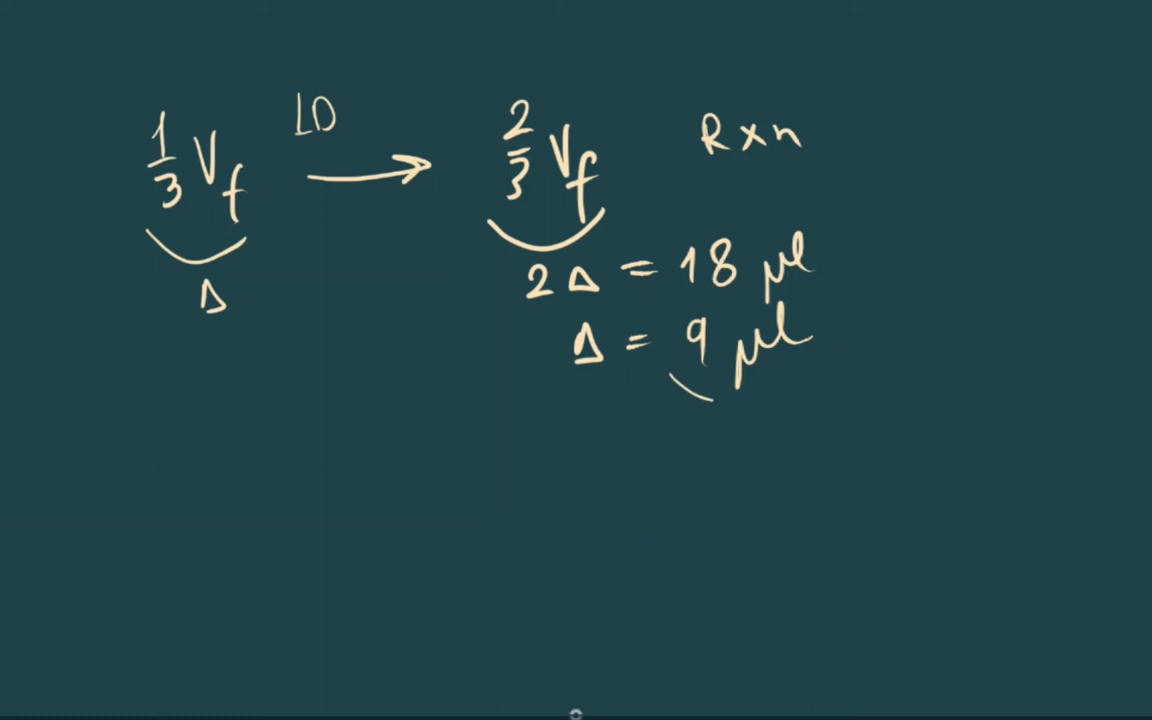 1/3 Vf LD → 2/3 Vf Rxn
Δ
2Δ = 18 μl
Δ = 9 μl